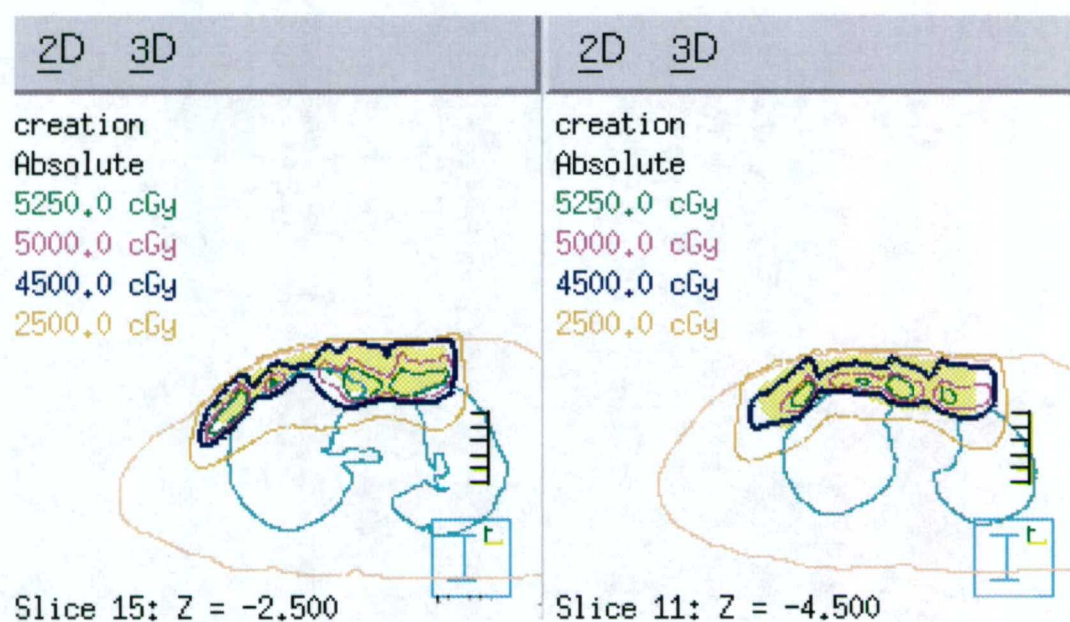 2D 3D
creation
Absolute
5250.0 cGy
5000.0 cGy
4500.0 cGy
2500.0 cGy
Slice 15: Z = -2.500
2D 3D
creation
Absolute
5250.0 cGy
5000.0 cGy
4500.0 cGy
2500.0 cGy
Slice 11: Z = -4.500